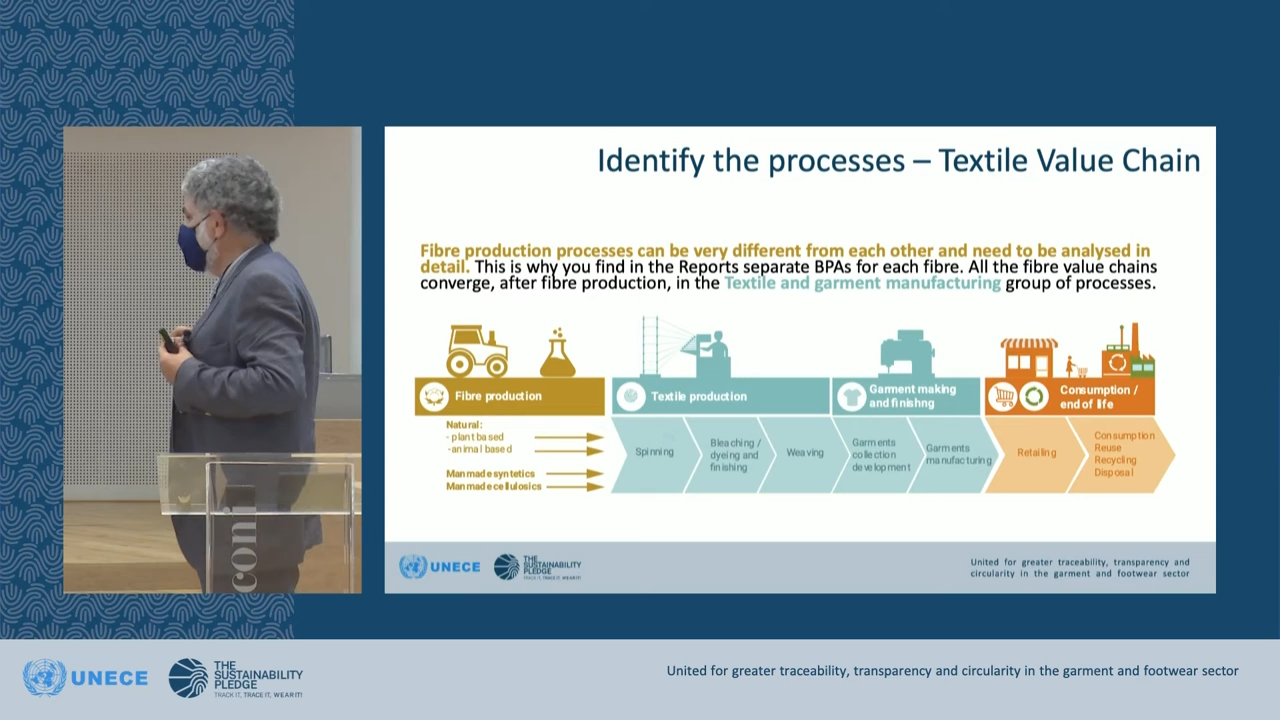 Identify the processes – Textile Value Chain
Fibre production processes can be very different from each other and need to be analysed in
detail. This is why you find in the Reports separate BPAs for each fibre. All the fibre value chains
converge, after fibre production, in the Textile and garment manufacturing group of processes.
Fibre production
Textile production
Garment making
and finishng
Consumption /
end of life
Natural:
- plant based
-animal based
Manmade syntetics
Manmade cellulosics
Spinning
Bleaching /
dyeing and
finishing
Weaving
Garments
collection
development
Garments
manufacturing
Retailing
Consumption
Reuse
Recycling
Disposal
coni
UNECE
THE
SUSTAINABILITY
PLEDGE
TRACK IT, TRACE IT, WEAR IT!
United for greater traceability, transparency and
circularity in the garment and footwear sector
UNECE
THE
SUSTAINABILITY
PLEDGE
TRACK IT, TRACE IT, WEAR IT!
United for greater traceability, transparency and circularity in the garment and footwear sector